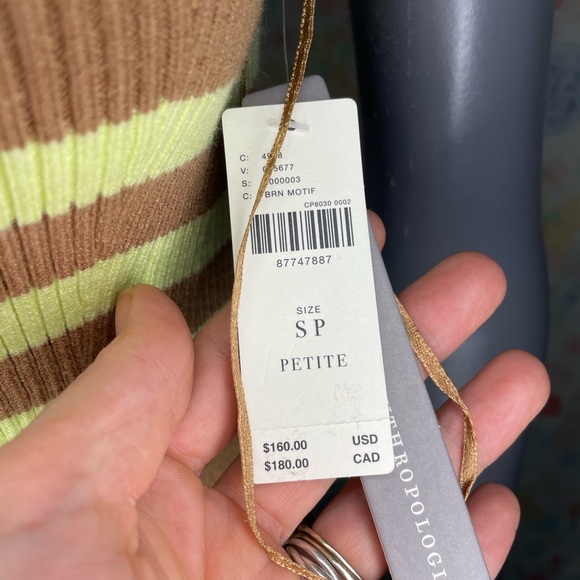 C:
V:
S:
C: BRN MOTIF
CP8030 0002
87747887
SIZE
SP
PETITE
$160.00 USD
$180.00 CAD
THROPOLOGI